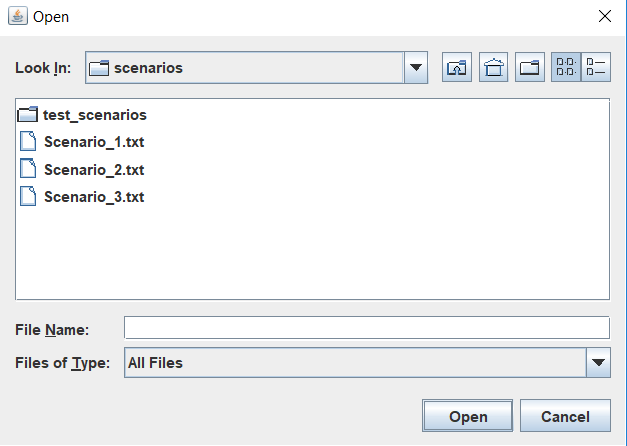 Open
Look In: scenarios
test_scenarios
Scenario_1.txt
Scenario_2.txt
Scenario_3.txt
File Name:
Files of Type: All Files
Open Cancel